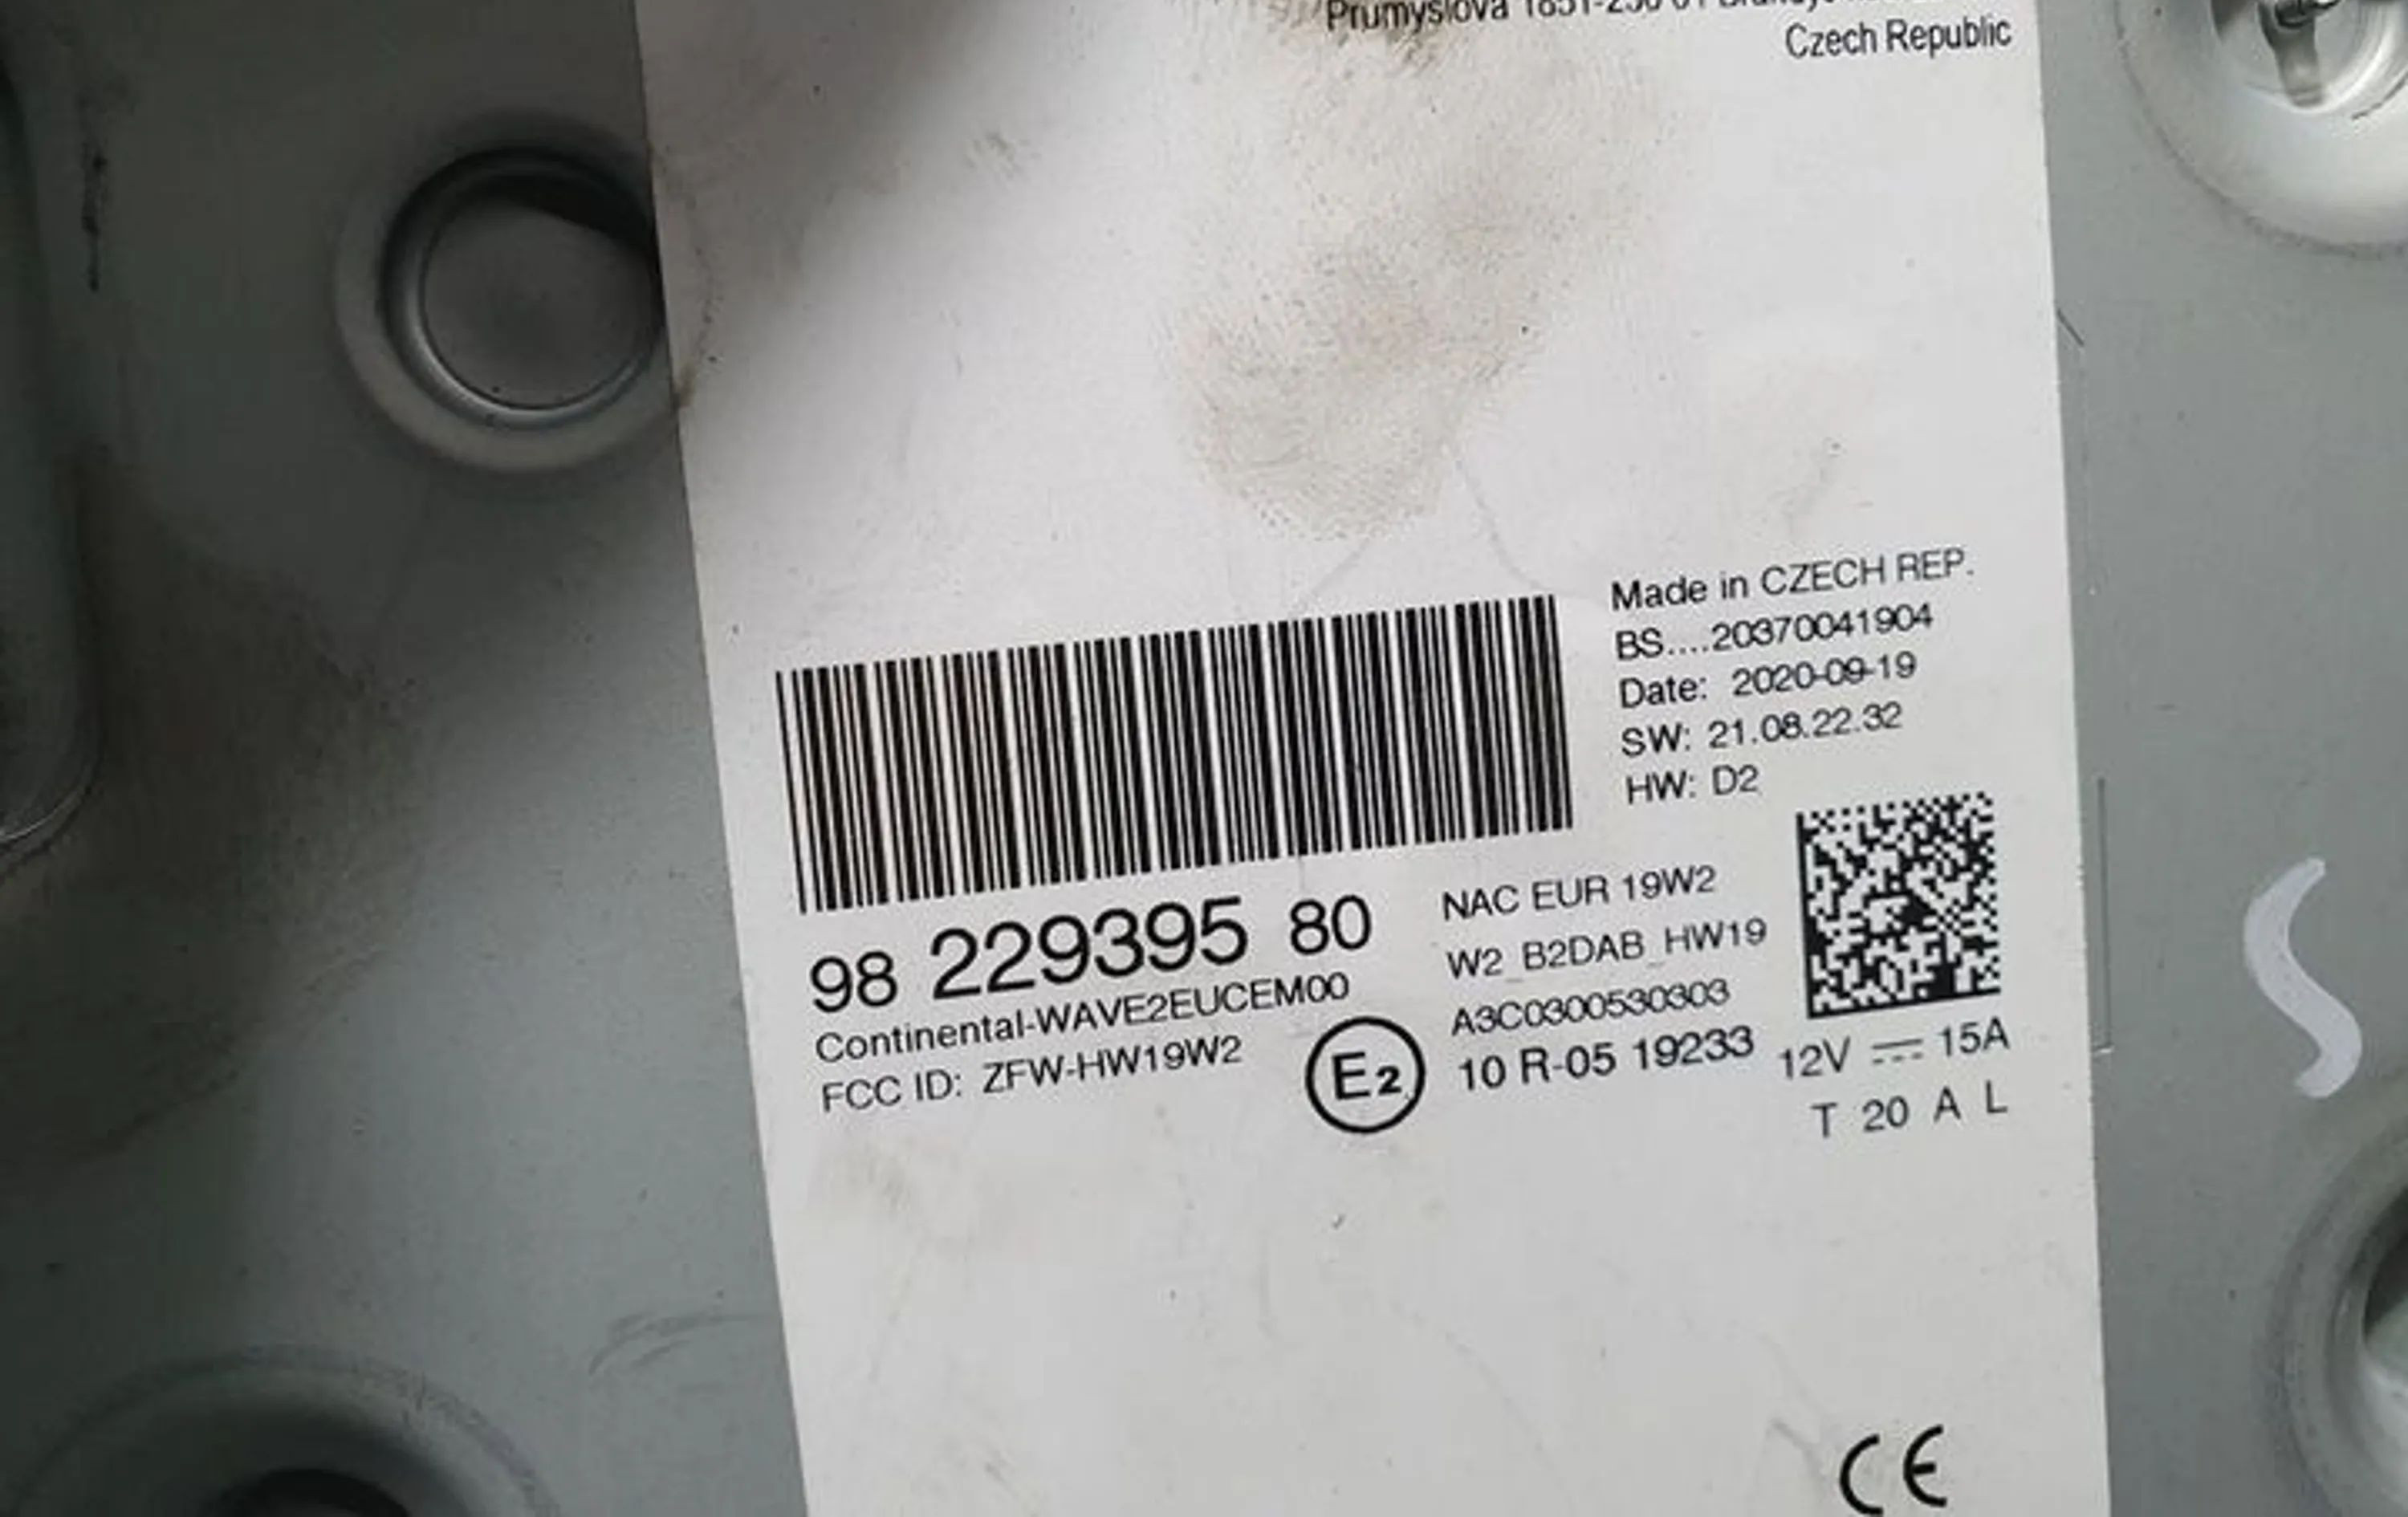 Czech Republic
Made in CZECH REP.
BS....20370041904
Date: 2020-09-19
SW: 21.08.22.32
HW: D2
98 229395 80
Continental-WAVE2EUCEM00
FCC ID: ZFW-HW19W2
NAC EUR 19W2
W2_B2DAB_HW19
A3C0300530303
E2
10 R-05 19233
12V ⎓ 15A
T 20 A L
CE